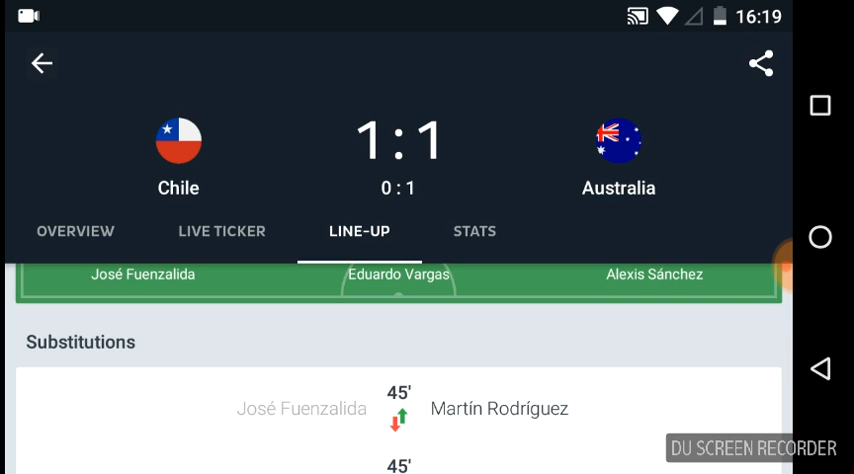 16:19
1:1
Chile
0:1
Australia
OVERVIEW
LIVE TICKER
LINE-UP
STATS
José Fuenzalida
Eduardo Vargas
Alexis Sánchez
Substitutions
45'
José Fuenzalida
Martín Rodríguez
45'
DU SCREEN RECORDER